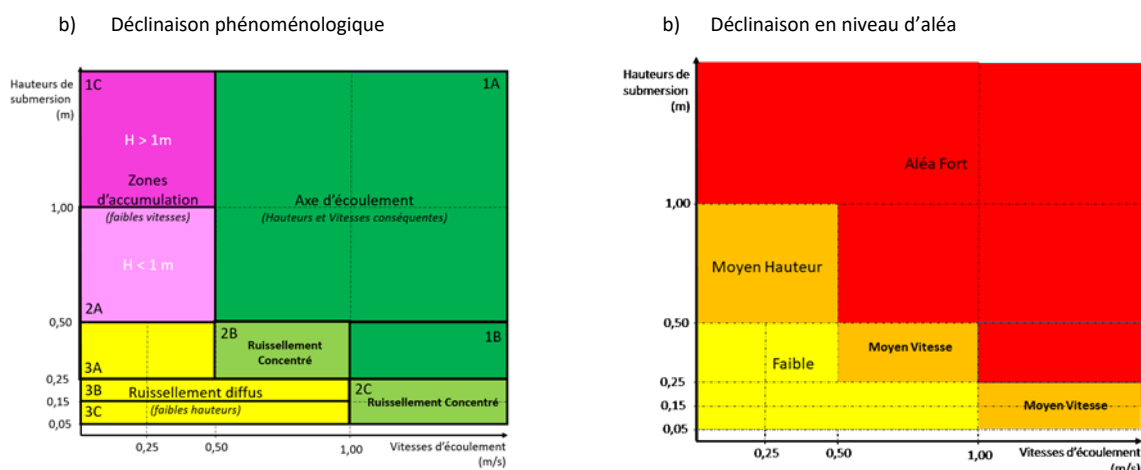 b) Déclinaison phénoménologique
Hauteurs de
submersion
(m)
1C
1A
H > 1m
Zones
d'accumulation
(faibles vitesses)
Axe d'écoulement
(Hauteurs et Vitesses conséquentes)
1,00
H < 1 m
2A
0,50
2B
Ruissellement
Concentré
1B
3A
0,25
3B
Ruissellement diffus
2C
0,15
3C
(faibles hauteurs)
Ruissellement Concentré
0,05
0,25
0,50
1,00
Vitesses d'écoulement
(m/s)
b) Déclinaison en niveau d'aléa
Hauteurs de
submersion
(m)
Aléa Fort
1,00
Moyen Hauteur
0,50
Faible
Moyen Vitesse
0,25
0,15
Moyen Vitesse
0,05
0,25
0,50
1,00
Vitesses d'écoulement
(m/s)